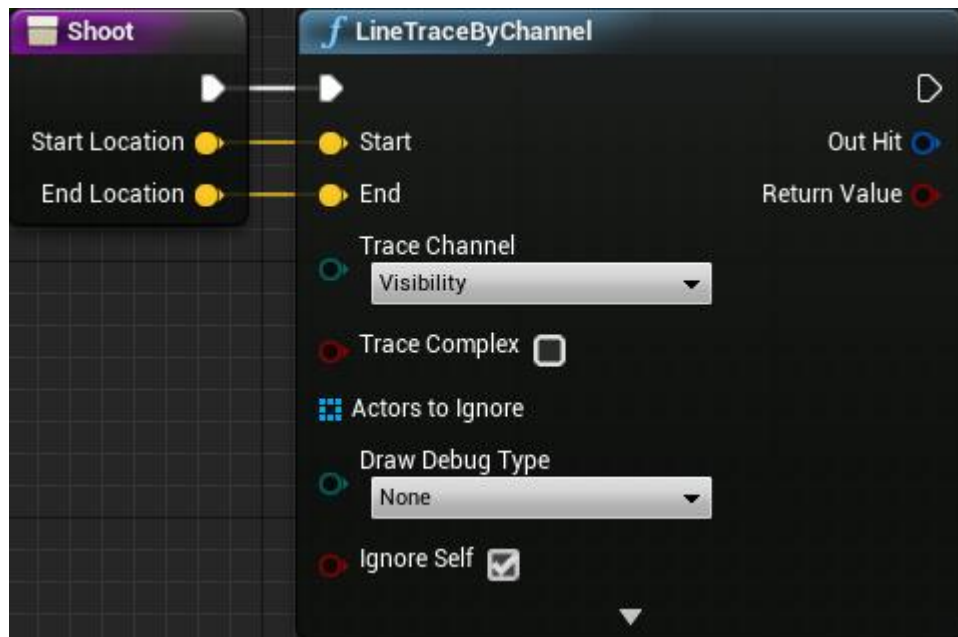 Shoot
LineTraceByChannel
Start Location
Start
Out Hit
End Location
End
Return Value
Trace Channel
Visibility
Trace Complex
Actors to Ignore
Draw Debug Type
None
Ignore Self